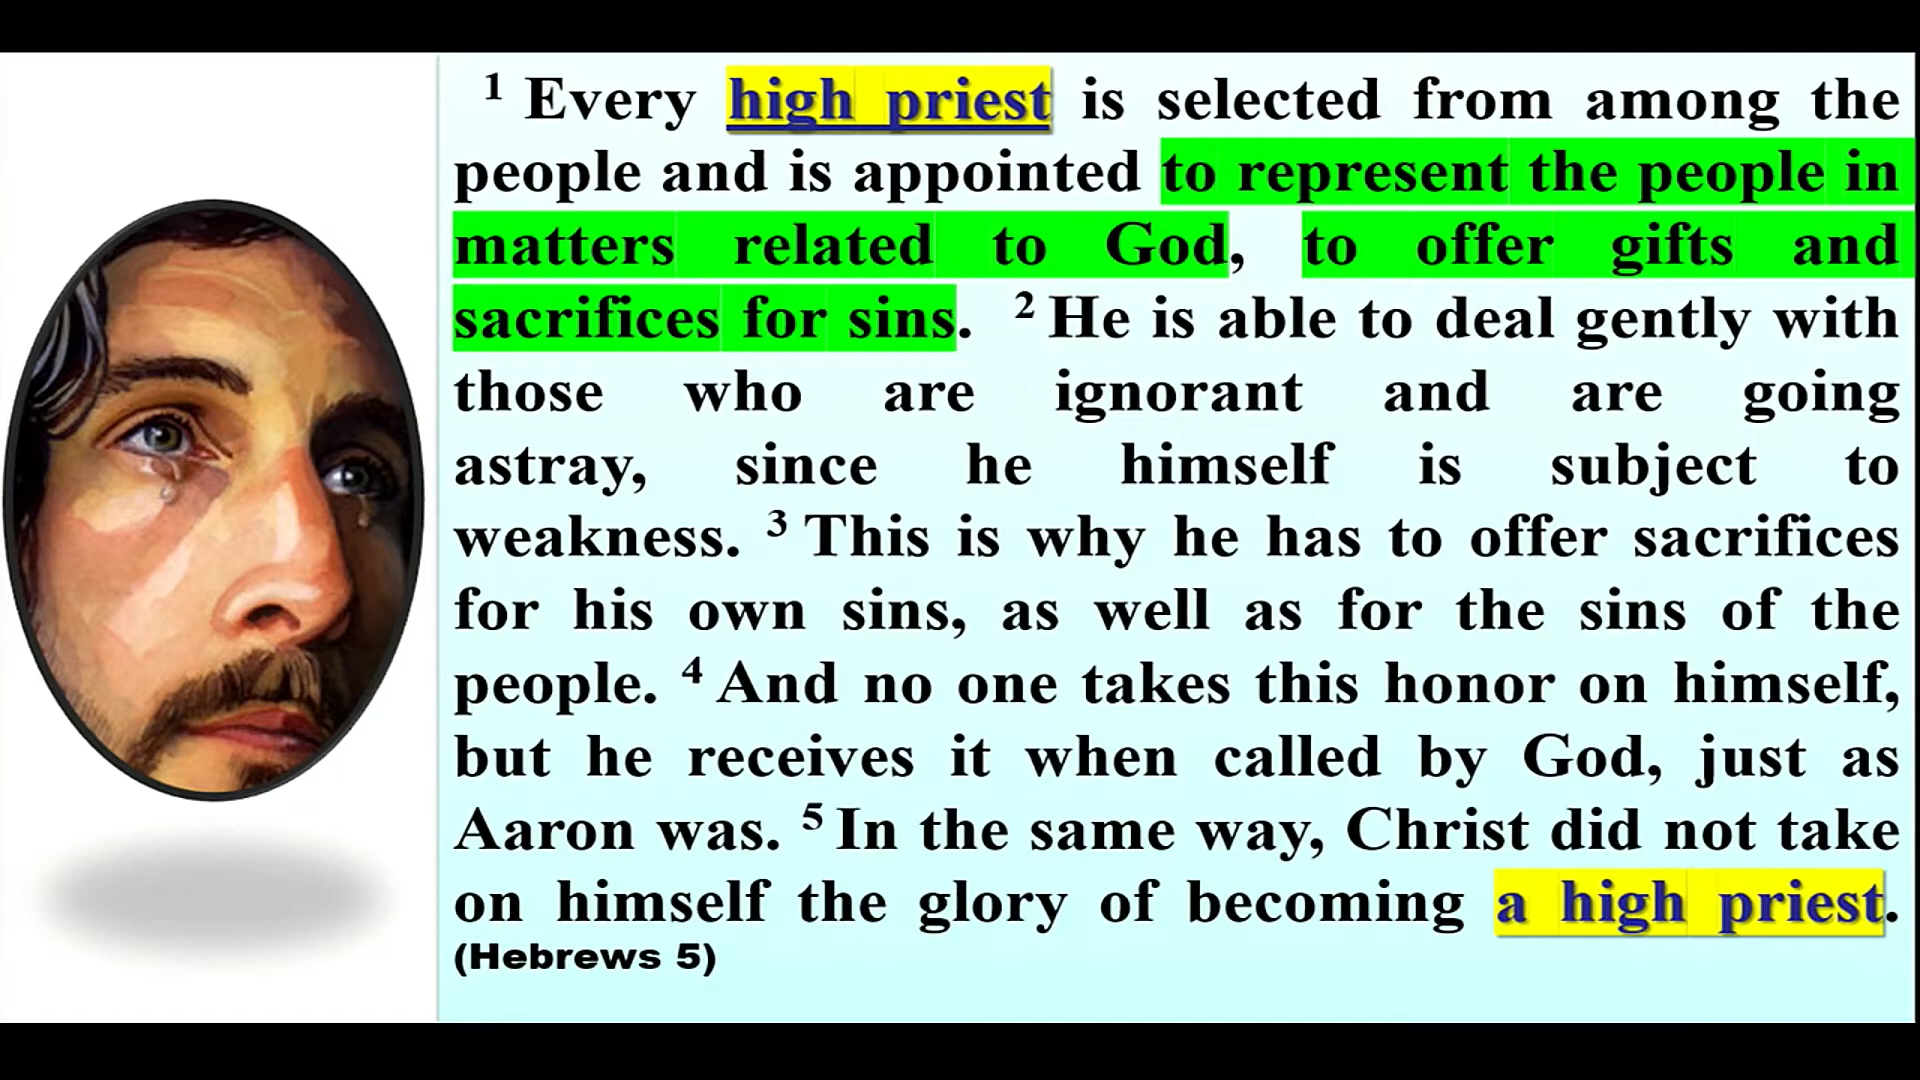 1 Every high priest is selected from among the
people and is appointed to represent the people in
matters related to God, to offer gifts and
sacrifices for sins. 2 He is able to deal gently with
those who are ignorant and are going
astray, since he himself is subject to
weakness. 3 This is why he has to offer sacrifices
for his own sins, as well as for the sins of the
people. 4 And no one takes this honor on himself,
but he receives it when called by God, just as
Aaron was. 5 In the same way, Christ did not take
on himself the glory of becoming a high priest.
(Hebrews 5)